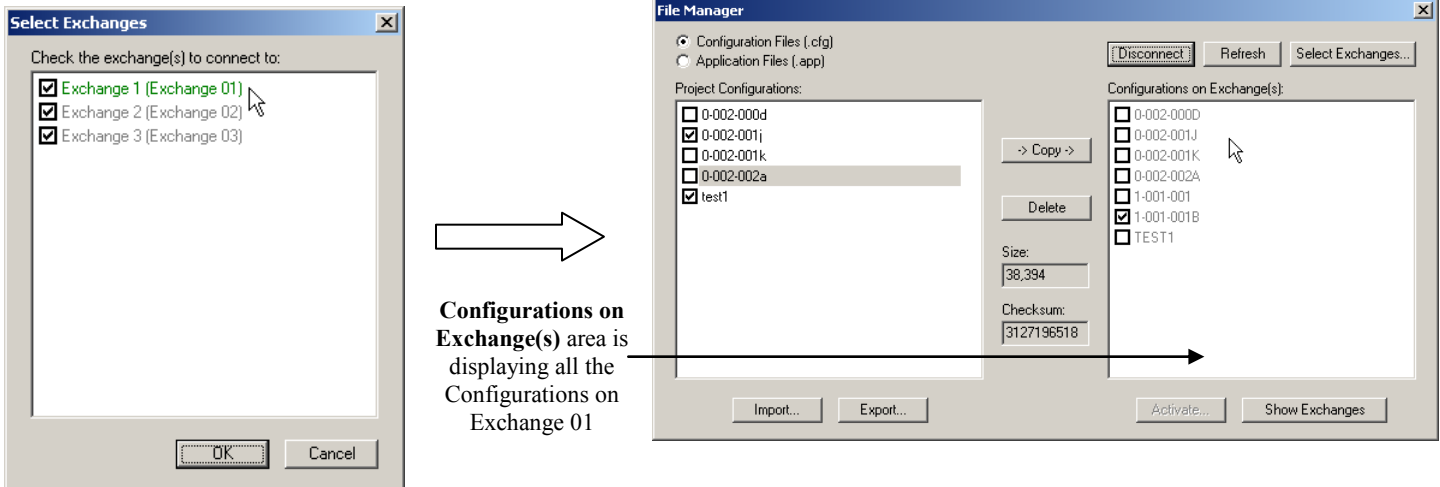 Select Exchanges
Check the exchange(s) to connect to:
Exchange 1 (Exchange 01)
Exchange 2 (Exchange 02)
Exchange 3 (Exchange 03)
OK
Cancel
Configurations on
Exchange(s) area is
displaying all the
Configurations on
Exchange 01
File Manager
Configuration Files (.cfg)
Application Files (.app)
Disconnect
Refresh
Select Exchanges...
Project Configurations:
0-002-000d
0-002-001j
0-002-001k
0-002-002a
test1
-> Copy ->
Delete
Size:
38,394
Checksum:
3127196518
Configurations on Exchange(s):
0-002-000D
0-002-001J
0-002-001K
0-002-002A
1-001-001
1-001-001B
TEST1
Import...
Export...
Activate...
Show Exchanges